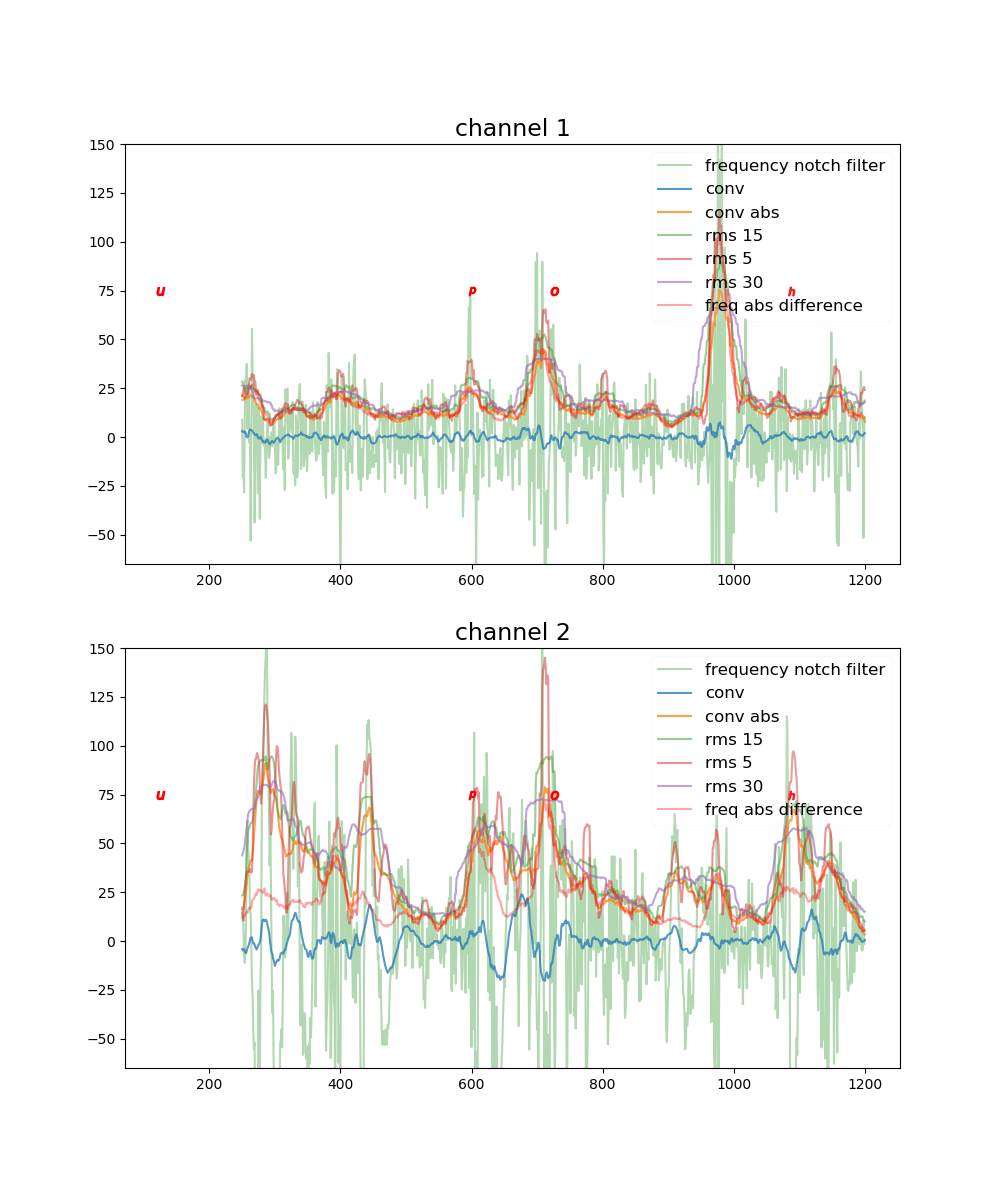 channel 1
150
125
100
75
50
25
0
−25
−50
frequency notch filter
conv
conv abs
rms 15
rms 5
rms 30
freq abs difference
u
p
o
h
200 400 600 800 1000 1200
channel 2
150
125
100
75
50
25
0
−25
−50
frequency notch filter
conv
conv abs
rms 15
rms 5
rms 30
freq abs difference
u
p
o
h
200 400 600 800 1000 1200